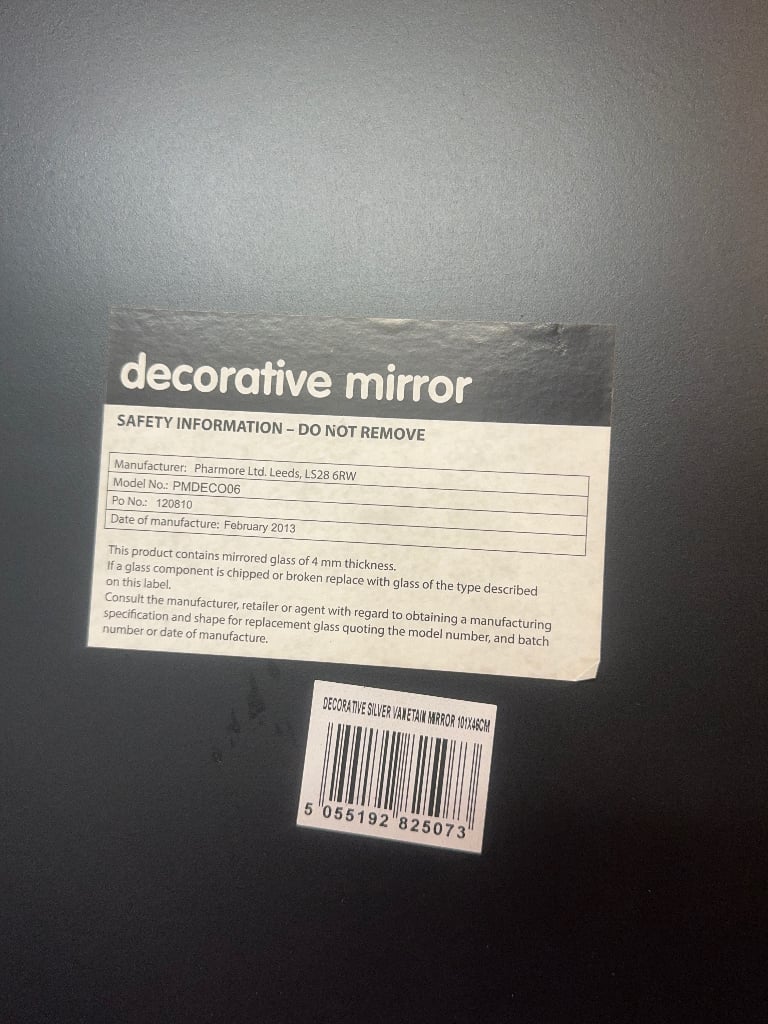 decorative mirror
SAFETY INFORMATION – DO NOT REMOVE
Manufacturer: Pharmore Ltd. Leeds, LS28 6RW
Model No.: PMDECO06
Po No.: 120810
Date of manufacture: February 2013
This product contains mirrored glass of 4 mm thickness.
If a glass component is chipped or broken replace with glass of the type described
on this label.
Consult the manufacturer, retailer or agent with regard to obtaining a manufacturing
specification and shape for replacement glass quoting the model number, and batch
number or date of manufacture.
DECORATIVE SILVER VANETAIN MIRROR 101X46CM
5 055192 825073